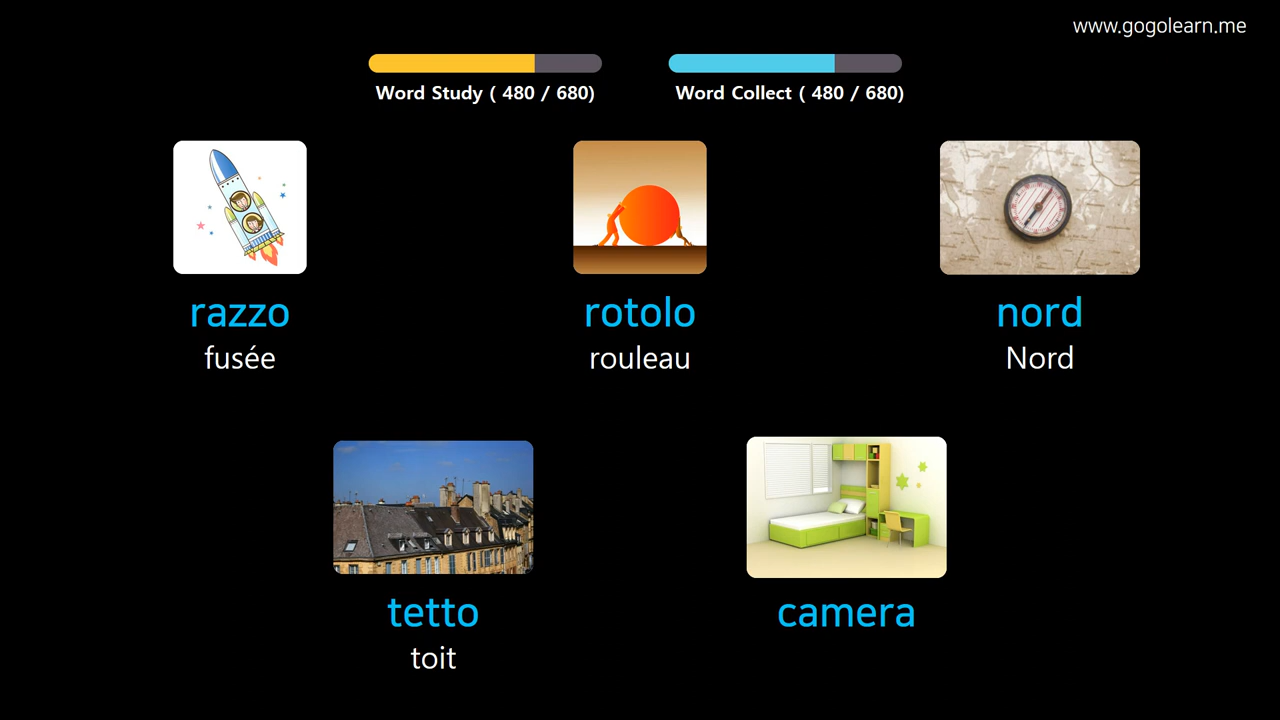 www.gogolearn.me
Word Study ( 480 / 680)
Word Collect ( 480 / 680)
razzo
fusée
rotolo
rouleau
nord
Nord
tetto
toit
camera